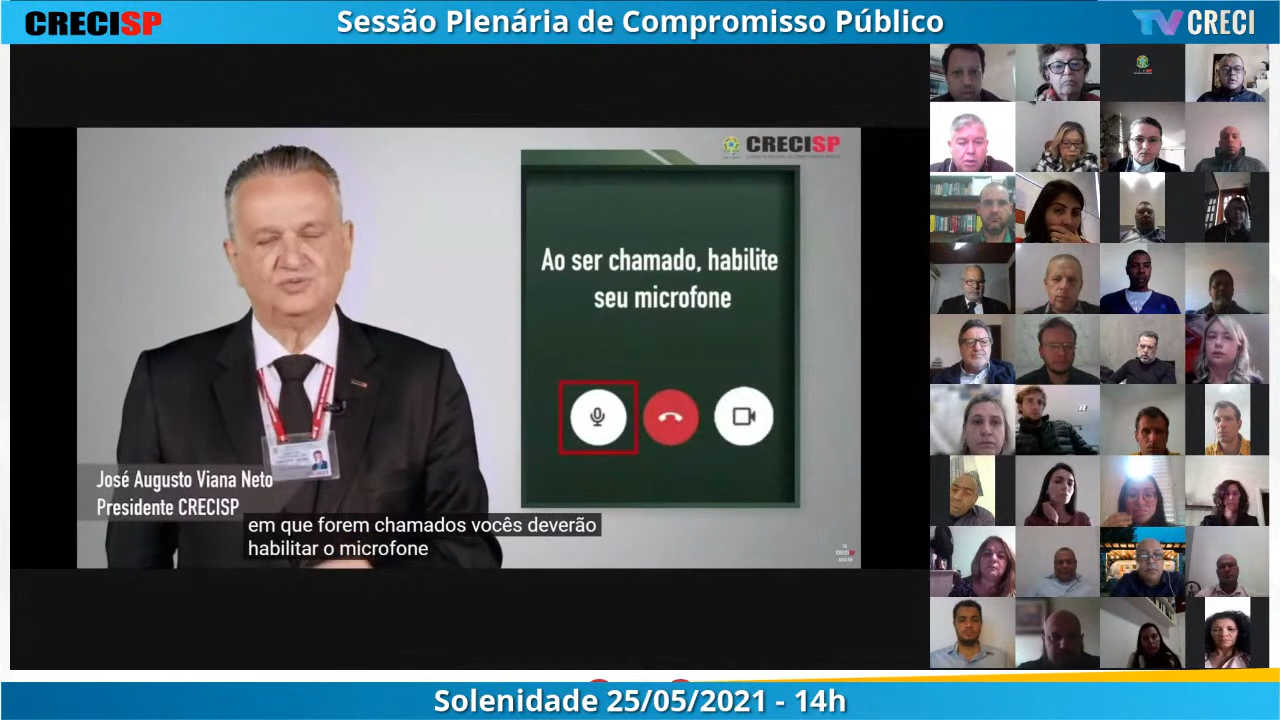 CRECISP
Sessão Plenária de Compromisso Público
TV CRECI
CRECISP
Ao ser chamado, habilite
seu microfone
José Augusto Viana Neto
Presidente CRECISP
em que forem chamados vocês deverão
habilitar o microfone
Solenidade 25/05/2021 - 14h